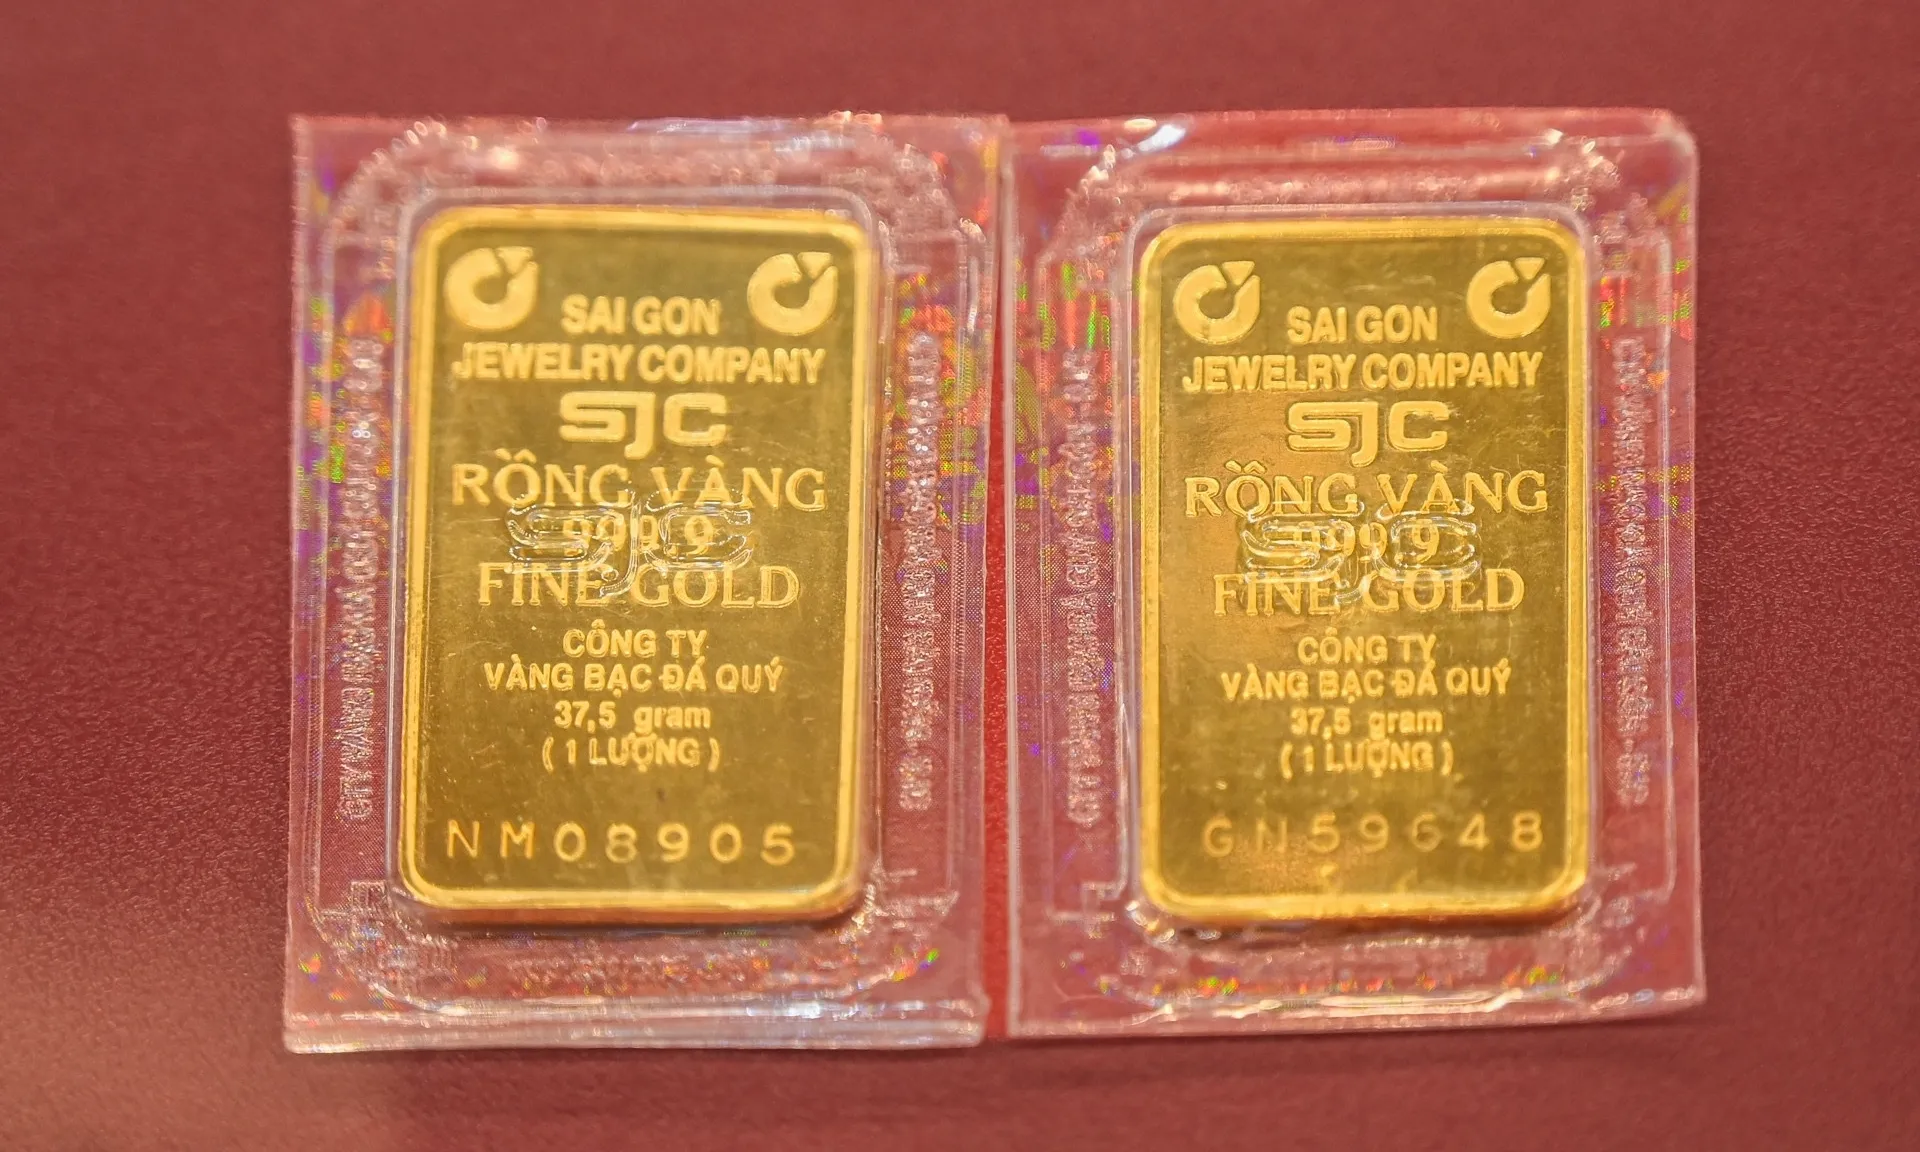 SAI GON
JEWELRY COMPANY
SJC
RỒNG VÀNG
999.9
FINE GOLD
CÔNG TY
VÀNG BẠC ĐÁ QUÝ
37,5 gram
(1 LƯỢNG)
NM08905
SJC
SAI GON
JEWELRY COMPANY
SJC
RỒNG VÀNG
999.9
FINE GOLD
CÔNG TY
VÀNG BẠC ĐÁ QUÝ
37,5 gram
(1 LƯỢNG)
GN59648
SJC